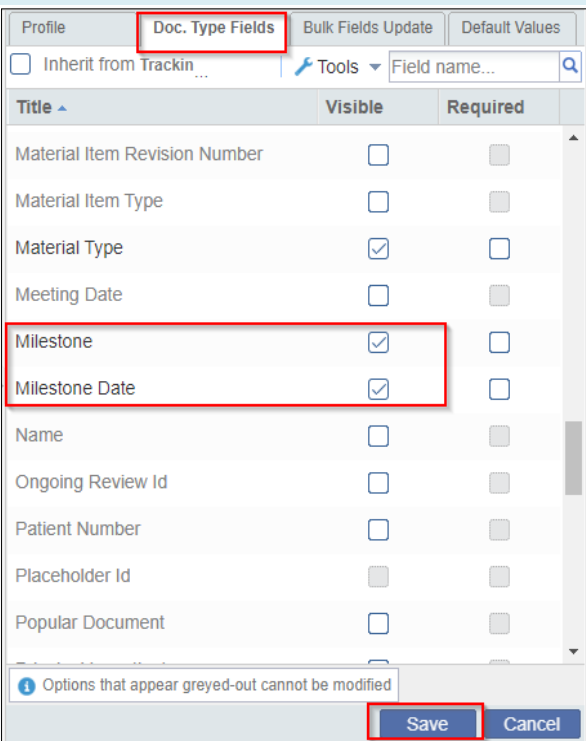 Profile Doc. Type Fields Bulk Fields Update Default Values
Inherit from Trackin... Tools Field name...
Title Visible Required
Material Item Revision Number
Material Item Type
Material Type
Meeting Date
Milestone
Milestone Date
Name
Ongoing Review Id
Patient Number
Placeholder Id
Popular Document
Options that appear greyed-out cannot be modified
Save Cancel